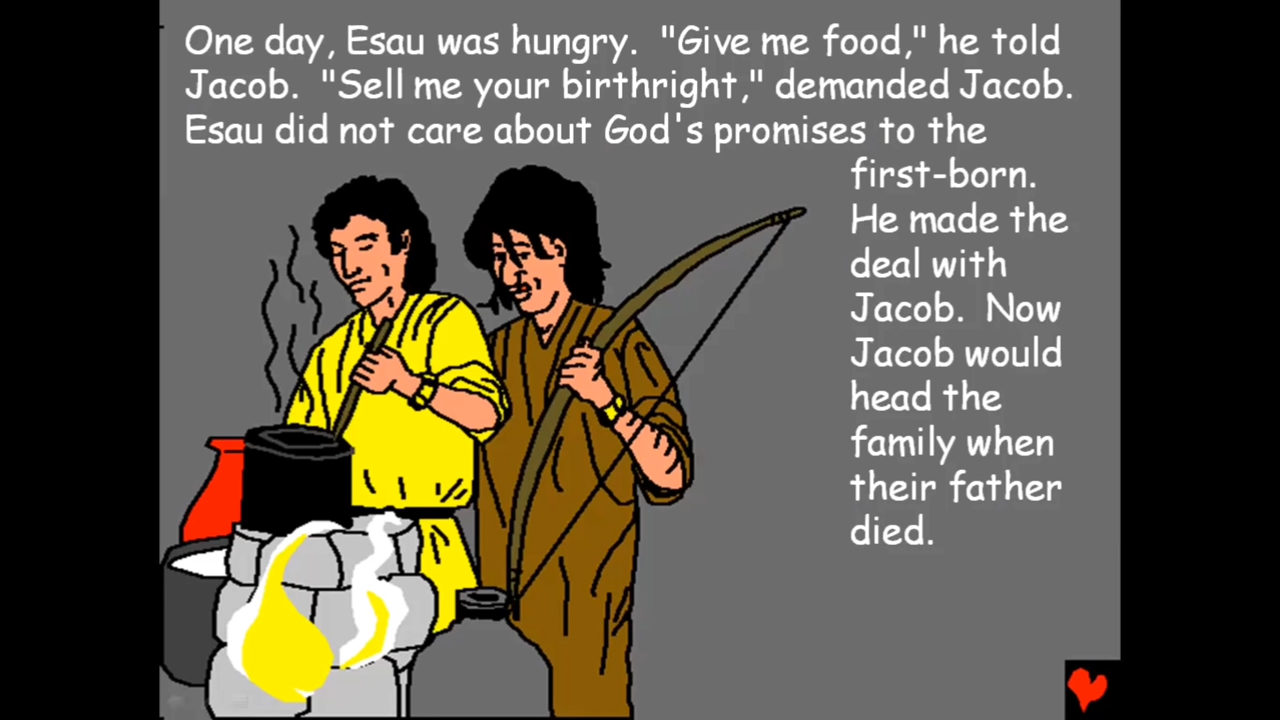 One day, Esau was hungry.  "Give me food," he told
Jacob.  "Sell me your birthright," demanded Jacob.
Esau did not care about God's promises to the
first-born.
He made the
deal with
Jacob.  Now
Jacob would
head the
family when
their father
died.